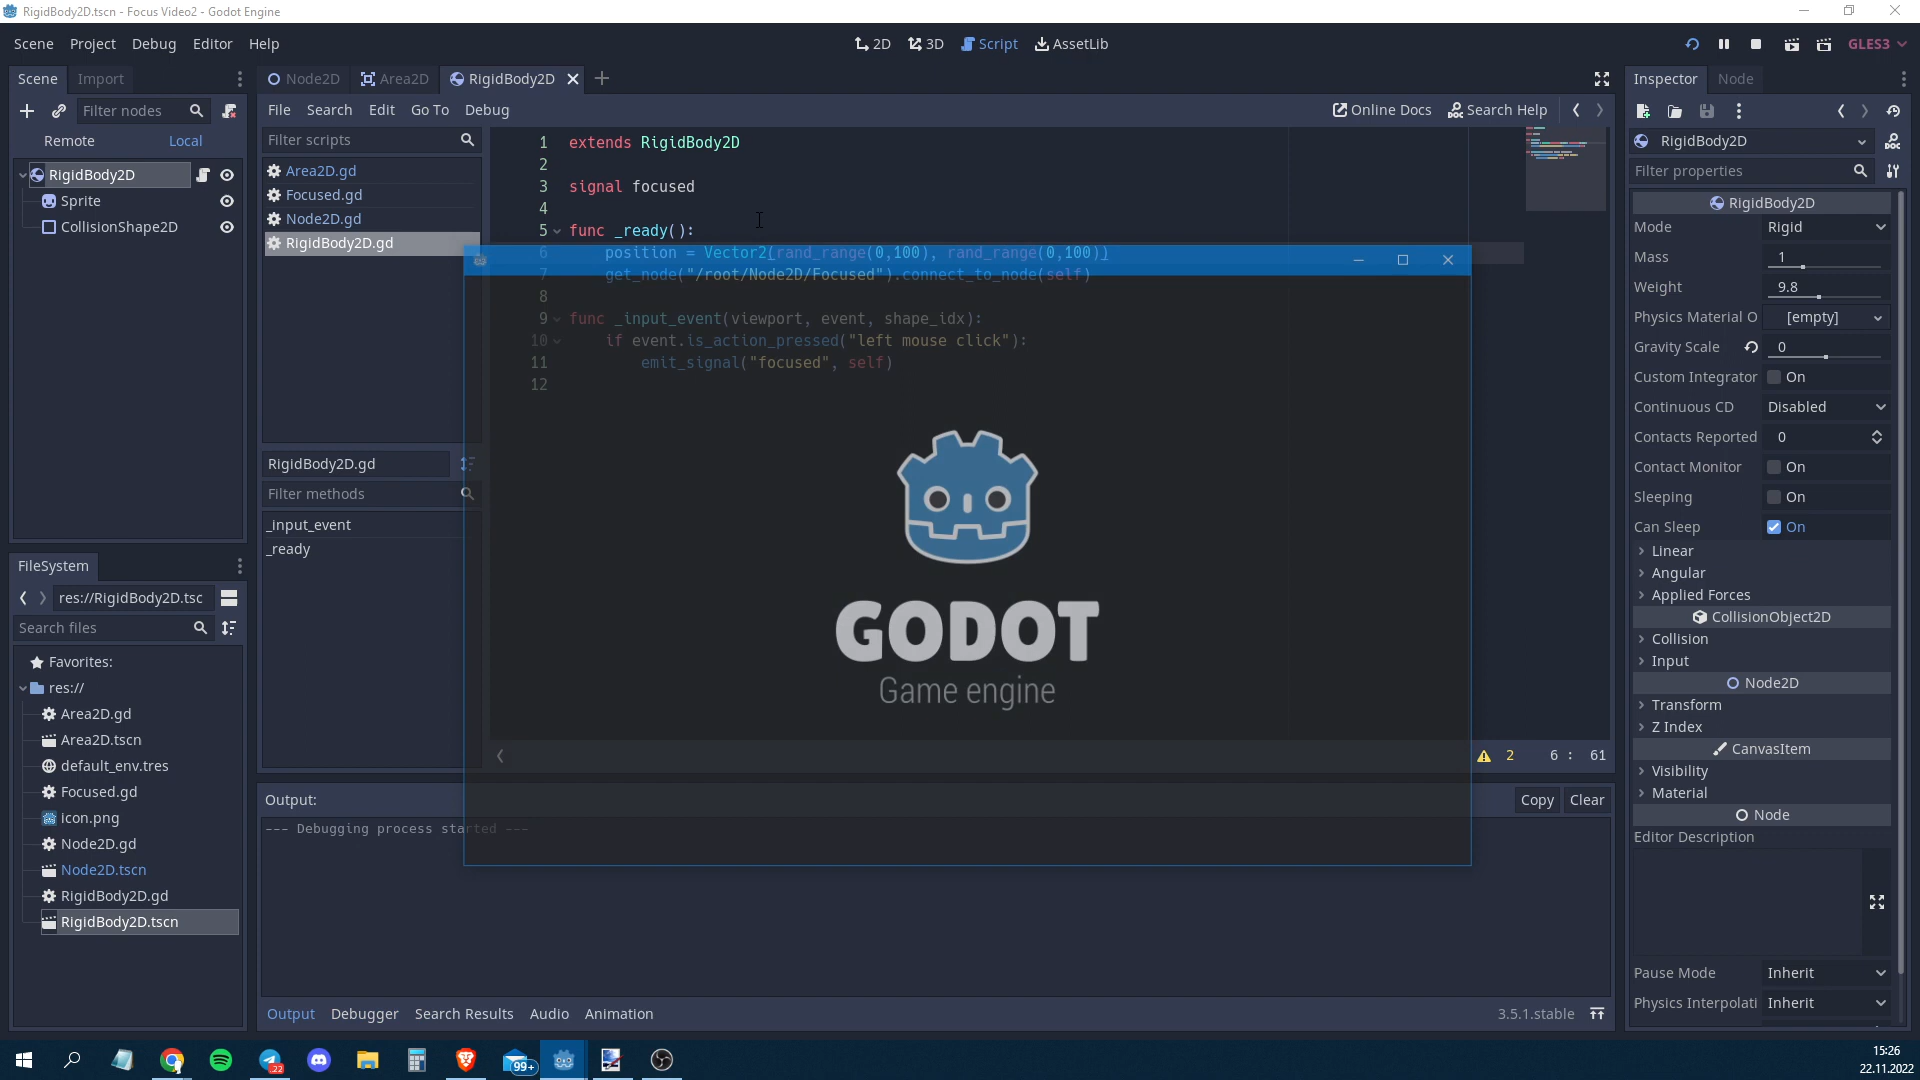 RigidBody2D.tscn - Focus Video2 - Godot Engine
Scene Project Debug Editor Help
2D 3D Script AssetLib
GLES3
Scene Import
Node2D Area2D RigidBody2D
Inspector Node
Filter nodes
File Search Edit Go To Debug
Online Docs Search Help
Remote Local
Filter scripts
RigidBody2D
Filter properties
RigidBody2D
Sprite
CollisionShape2D
Area2D.gd
Focused.gd
Node2D.gd
RigidBody2D.gd
RigidBody2D.gd
Filter methods
_input_event
_ready
1 extends RigidBody2D
2
3 signal focused
4
5 func _ready():
6 position = Vector2(rand_range(0,100), rand_range(0,100))
7 get_node("/root/Node2D/Focused").connect_to_node(self)
8
9 func _input_event(viewport, event, shape_idx):
10 if event.is_action_pressed("left mouse click"):
11 emit_signal("focused", self)
12
GODOT
Game engine
2 6 : 61
RigidBody2D
Mode Rigid
Mass 1
Weight 9.8
Physics Material O [empty]
Gravity Scale 0
Custom Integrator On
Continuous CD Disabled
Contacts Reported 0
Contact Monitor On
Sleeping On
Can Sleep On
Linear
Angular
Applied Forces
CollisionObject2D
Collision
Input
Node2D
Transform
Z Index
CanvasItem
Visibility
Material
Node
Editor Description
Pause Mode Inherit
Physics Interpolati Inherit
FileSystem
res://RigidBody2D.tsc
Search files
Favorites:
res://
Area2D.gd
Area2D.tscn
default_env.tres
Focused.gd
icon.png
Node2D.gd
Node2D.tscn
RigidBody2D.gd
RigidBody2D.tscn
Output:
Copy Clear
--- Debugging process started ---
Output Debugger Search Results Audio Animation
3.5.1.stable
22
99+
15:26
22.11.2022